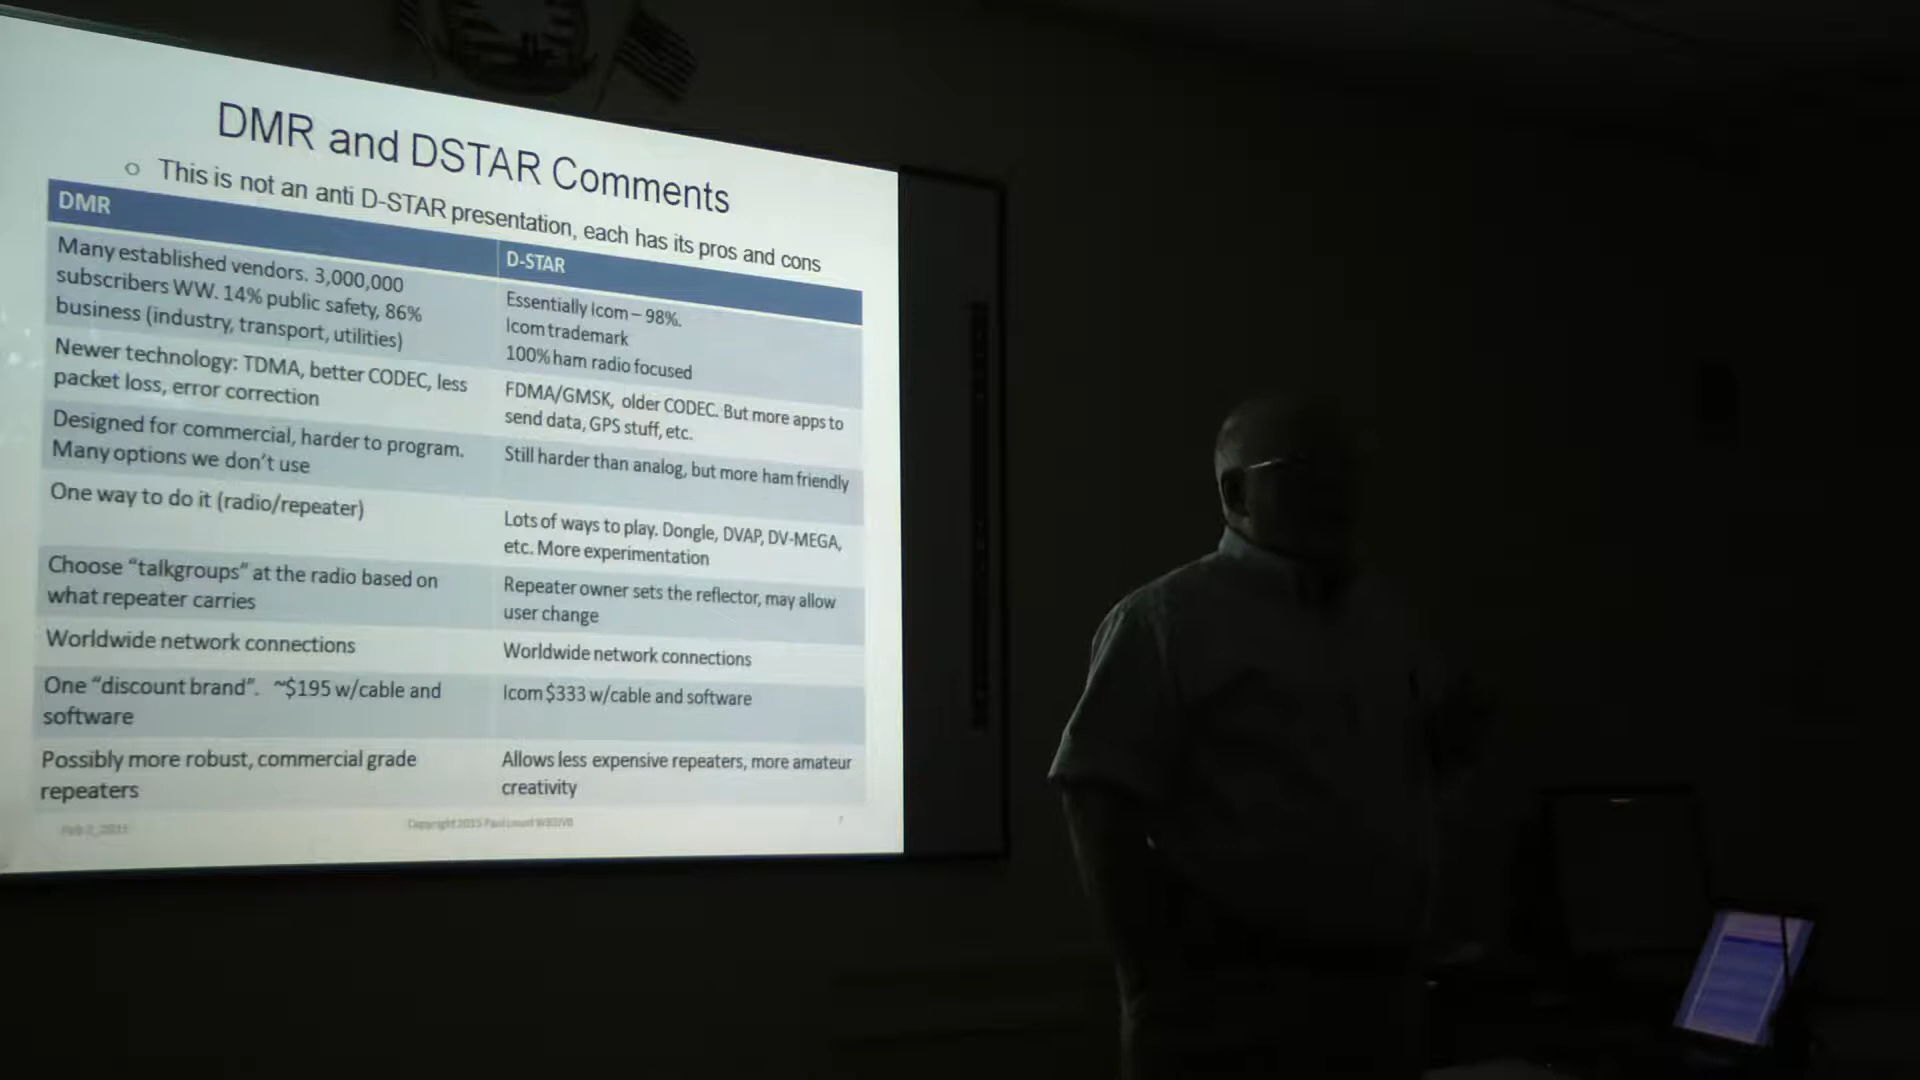 DMR and DSTAR Comments
This is not an anti D-STAR presentation, each has its pros and cons
DMR
D-STAR
Many established vendors. 3,000,000
subscribers WW. 14% public safety, 86%
business (industry, transport, utilities)
Essentially Icom – 98%.
Icom trademark
100% ham radio focused
Newer technology: TDMA, better CODEC, less
packet loss, error correction
FDMA/GMSK, older CODEC. But more apps to
send data, GPS stuff, etc.
Designed for commercial, harder to program.
Many options we don't use
Still harder than analog, but more ham friendly
One way to do it (radio/repeater)
Lots of ways to play. Dongle, DVAP, DV-MEGA,
etc. More experimentation
Choose “talkgroups” at the radio based on
what repeater carries
Repeater owner sets the reflector, may allow
user change
Worldwide network connections
Worldwide network connections
One “discount brand”. ~$195 w/cable and
software
Icom $333 w/cable and software
Possibly more robust, commercial grade
repeaters
Allows less expensive repeaters, more amateur
creativity
Copyright 2015 Paul